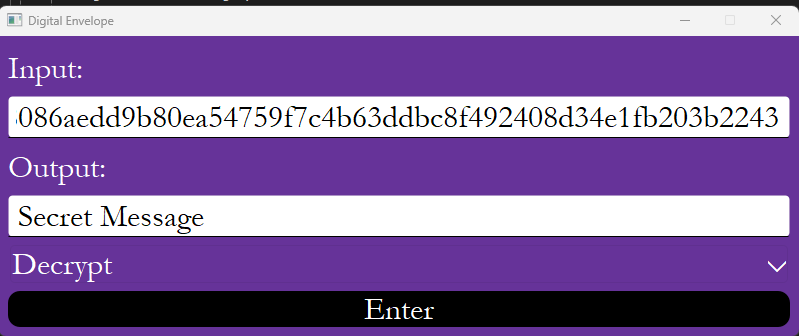 Digital Envelope
Input:
086aedd9b80ea54759f7c4b63ddbc8f492408d34e1fb203b2243
Output:
Secret Message
Decrypt
Enter